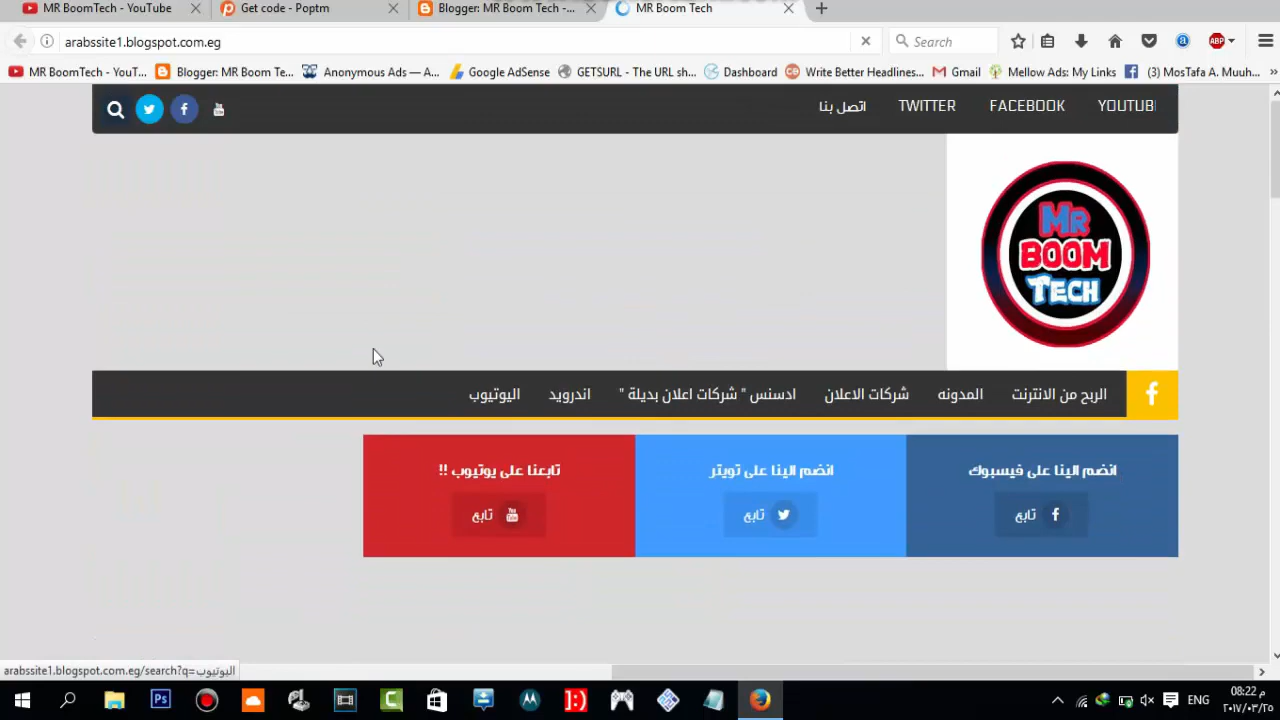 MR BoomTech - YouTube
Get code - Poptm
Blogger: MR Boom Tech -...
MR Boom Tech
arabssite1.blogspot.com.eg
Search
ABP
MR BoomTech - YouT...
Blogger: MR Boom Te...
Anonymous Ads — A...
Google AdSense
GETSURL - The URL sh...
Dashboard
Write Better Headlines...
Gmail
Mellow Ads: My Links
(3) MosTafa A. Muuh...
YOUTUB
FACEBOOK
TWITTER
اتصل بنا
MR
BOOM
TECH
الربح من الانترنت
المدونه
شركات الاعلان
ادسنس " شركات اعلان بديلة "
اندرويد
اليوتيوب
انضم الينا على فيسبوك
انضم الينا على تويتر
تابعنا على يوتيوب !!
تابع
تابع
تابع
arabssite1.blogspot.com.eg/search?q=اليوتيوب
ENG
08:22 م
٢٠١٧/٠٣/٢٥